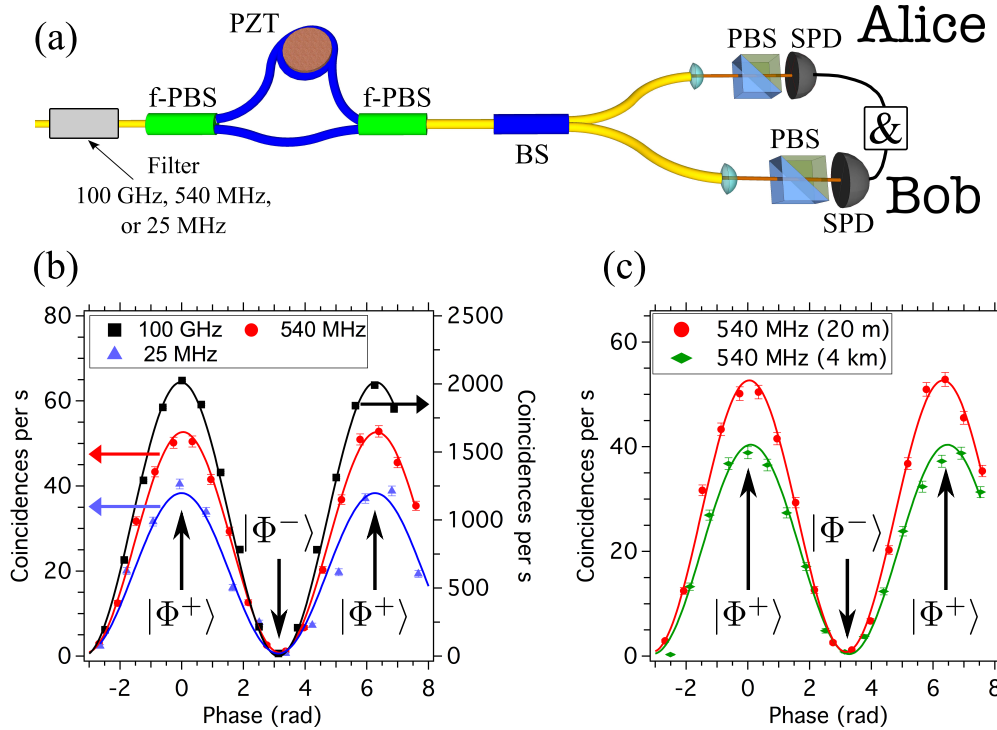 (a)
PZT
f-PBS
f-PBS
Filter
100 GHz, 540 MHz,
or 25 MHz
BS
PBS SPD
Alice
&
PBS
SPD
Bob
(b)
80
60
40
20
0
Coincidences per s
2500
2000
1500
1000
500
0
Coincidences per s
100 GHz 540 MHz
25 MHz
|Φ⁻⟩
|Φ⁺⟩ |Φ⁺⟩
-2 0 2 4 6 8
Phase (rad)
(c)
60
40
20
0
Coincidences per s
540 MHz (20 m)
540 MHz (4 km)
|Φ⁻⟩
|Φ⁺⟩ |Φ⁺⟩
-2 0 2 4 6 8
Phase (rad)